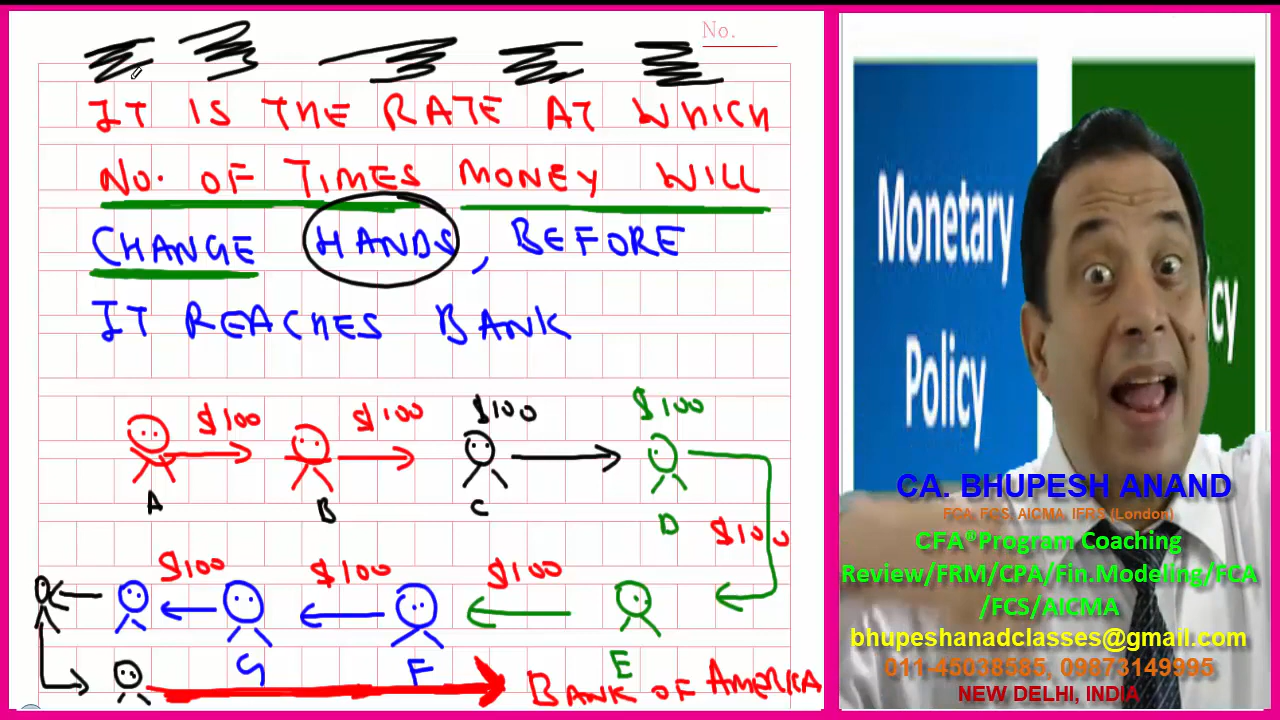 No.
IT IS THE RATE AT WHICH
NO. OF TIMES MONEY WILL
CHANGE HANDS, BEFORE
IT REACHES BANK
$100 $100 $100 $100
A B C D
$100
$100 $100 $100
G F E
BANK OF AMERICA
Monetary
Policy
cy
CA. BHUPESH ANAND
FCA, FCS, AICMA, IFRS (London)
CFA®Program Coaching
Review/FRM/CPA/Fin.Modeling/FCA
/FCS/AICMA
bhupeshanadclasses@gmail.com
011-45038585, 09873149995
NEW DELHI, INDIA